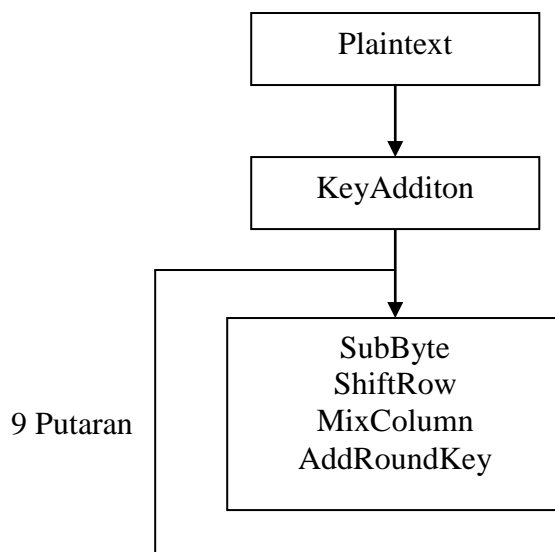 Plaintext
KeyAdditon
SubByte
ShiftRow
MixColumn
AddRoundKey
9 Putaran